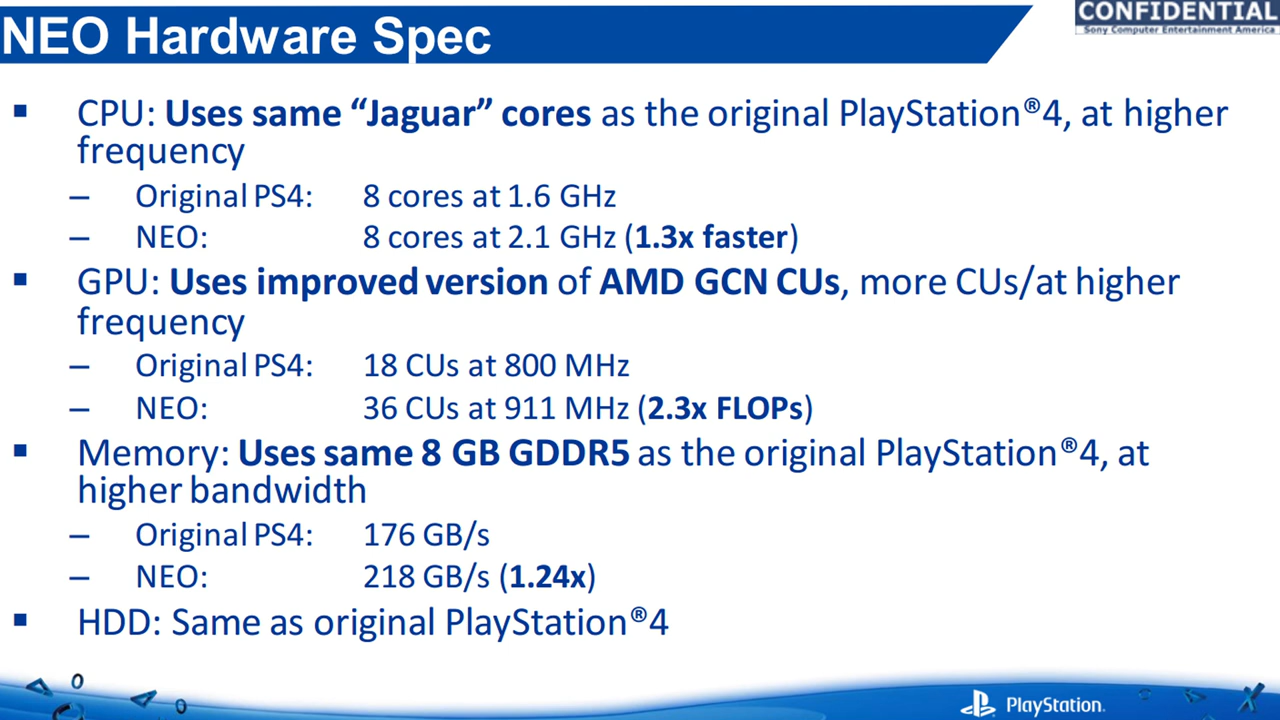 NEO Hardware Spec
CONFIDENTIAL
Sony Computer Entertainment America
▪ CPU: Uses same “Jaguar” cores as the original PlayStation®4, at higher
frequency
– Original PS4: 8 cores at 1.6 GHz
– NEO: 8 cores at 2.1 GHz (1.3x faster)
▪ GPU: Uses improved version of AMD GCN CUs, more CUs/at higher
frequency
– Original PS4: 18 CUs at 800 MHz
– NEO: 36 CUs at 911 MHz (2.3x FLOPs)
▪ Memory: Uses same 8 GB GDDR5 as the original PlayStation®4, at
higher bandwidth
– Original PS4: 176 GB/s
– NEO: 218 GB/s (1.24x)
▪ HDD: Same as original PlayStation®4
PlayStation.